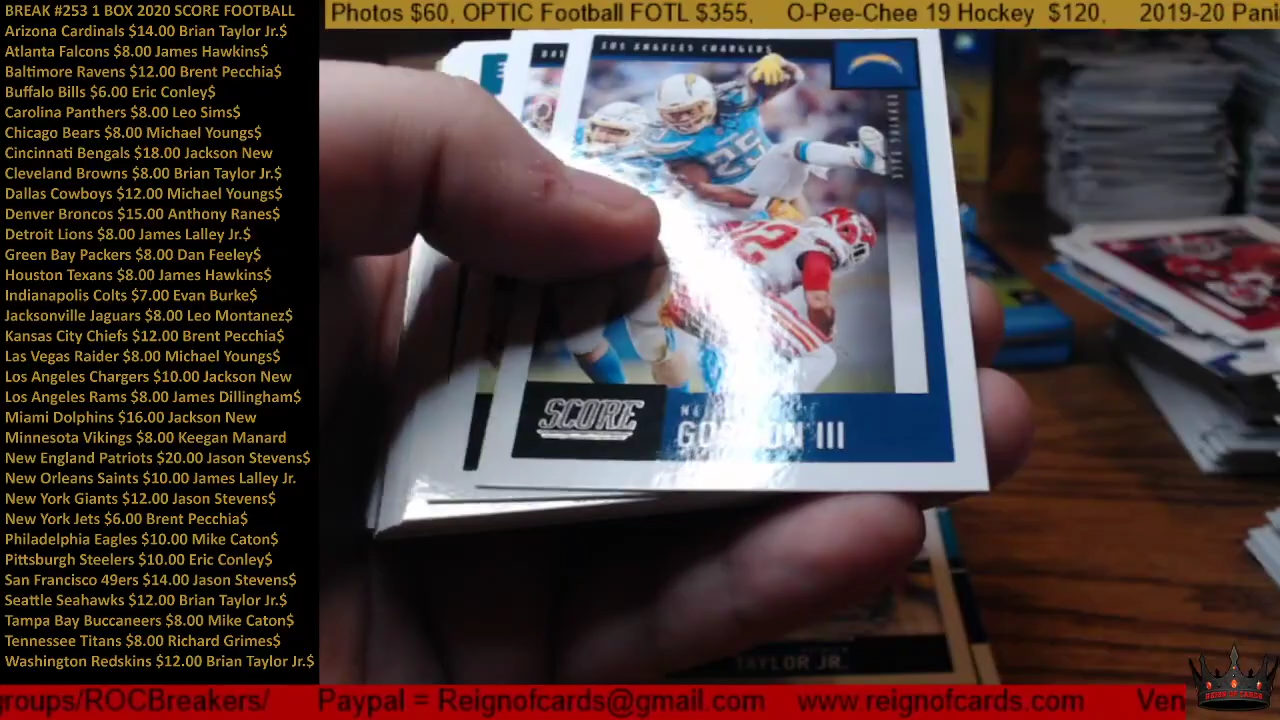 BREAK #253 1 BOX 2020 SCORE FOOTBALL
Arizona Cardinals $14.00 Brian Taylor Jr.$
Atlanta Falcons $8.00 James Hawkins$
Baltimore Ravens $12.00 Brent Pecchia$
Buffalo Bills $6.00 Eric Conley$
Carolina Panthers $8.00 Leo Sims$
Chicago Bears $8.00 Michael Youngs$
Cincinnati Bengals $18.00 Jackson New
Cleveland Browns $8.00 Brian Taylor Jr.$
Dallas Cowboys $12.00 Michael Youngs$
Denver Broncos $15.00 Anthony Ranes$
Detroit Lions $8.00 James Lalley Jr.$
Green Bay Packers $8.00 Dan Feeley$
Houston Texans $8.00 James Hawkins$
Indianapolis Colts $7.00 Evan Burke$
Jacksonville Jaguars $8.00 Leo Montanez$
Kansas City Chiefs $12.00 Brent Pecchia$
Las Vegas Raider $8.00 Michael Youngs$
Los Angeles Chargers $10.00 Jackson New
Los Angeles Rams $8.00 James Dillingham$
Miami Dolphins $16.00 Jackson New
Minnesota Vikings $8.00 Keegan Manard
New England Patriots $20.00 Jason Stevens$
New Orleans Saints $10.00 James Lalley Jr.
New York Giants $12.00 Jason Stevens$
New York Jets $6.00 Brent Pecchia$
Philadelphia Eagles $10.00 Mike Caton$
Pittsburgh Steelers $10.00 Eric Conley$
San Francisco 49ers $14.00 Jason Stevens$
Seattle Seahawks $12.00 Brian Taylor Jr.$
Tampa Bay Buccaneers $8.00 Mike Caton$
Tennessee Titans $8.00 Richard Grimes$
Washington Redskins $12.00 Brian Taylor Jr.$
Photos $60, OPTIC Football FOTL $355, O-Pee-Chee 19 Hockey $120, 2019-20 Pani
LOS ANGELES CHARGERS
RUNNING BACK
25
SCORE
GORDON III
TAYLOR JR.
groups/ROCBreakers/ Paypal = Reignofcards@gmail.com www.reignofcards.com Ven
REIGN OF CARDS